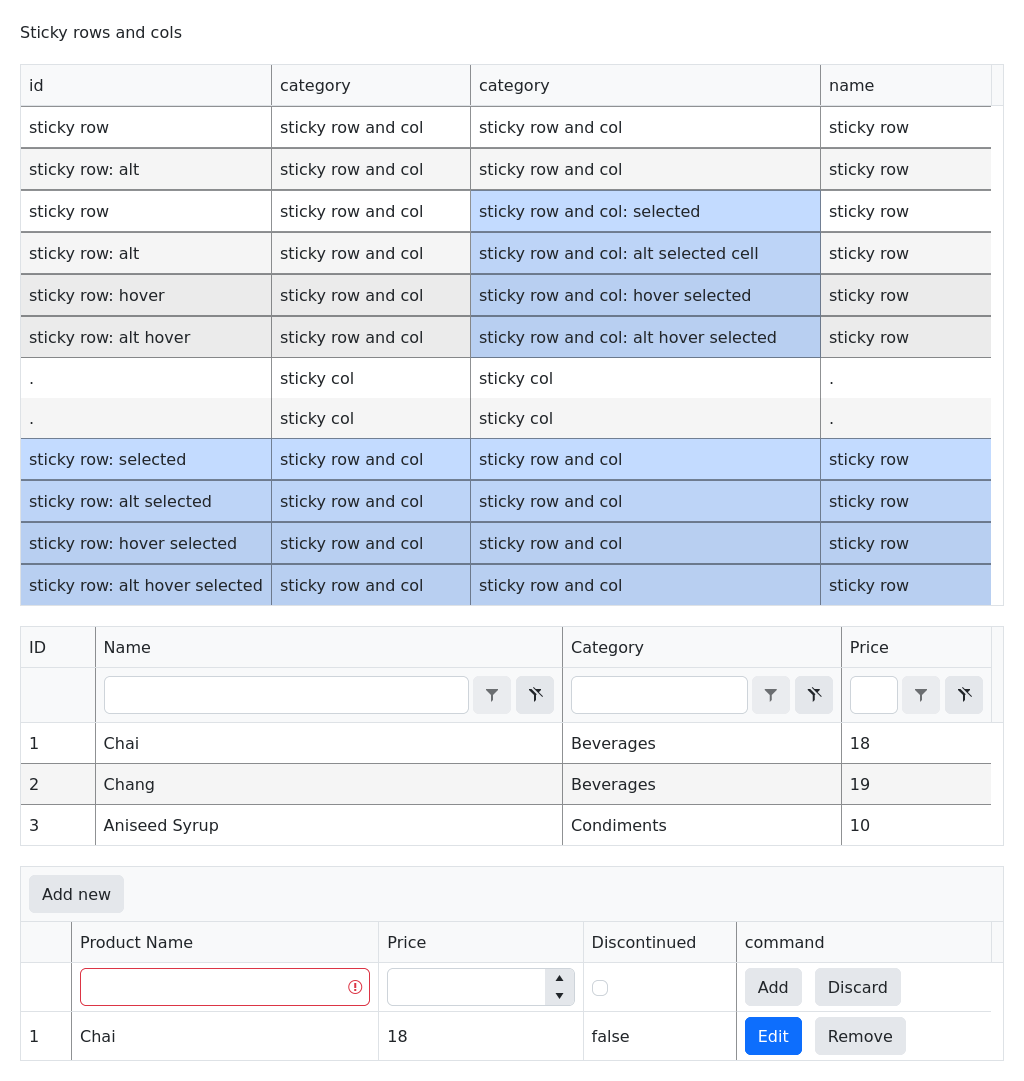 Sticky rows and cols
id category category name
sticky row sticky row and col sticky row and col sticky row
sticky row: alt sticky row and col sticky row and col sticky row
sticky row sticky row and col sticky row and col: selected sticky row
sticky row: alt sticky row and col sticky row and col: alt selected cell sticky row
sticky row: hover sticky row and col sticky row and col: hover selected sticky row
sticky row: alt hover sticky row and col sticky row and col: alt hover selected sticky row
. sticky col sticky col .
. sticky col sticky col .
sticky row: selected sticky row and col sticky row and col sticky row
sticky row: alt selected sticky row and col sticky row and col sticky row
sticky row: hover selected sticky row and col sticky row and col sticky row
sticky row: alt hover selected sticky row and col sticky row and col sticky row
ID Name Category Price
1 Chai Beverages 18
2 Chang Beverages 19
3 Aniseed Syrup Condiments 10
Add new
Product Name Price Discontinued command
Add Discard
1 Chai 18 false Edit Remove